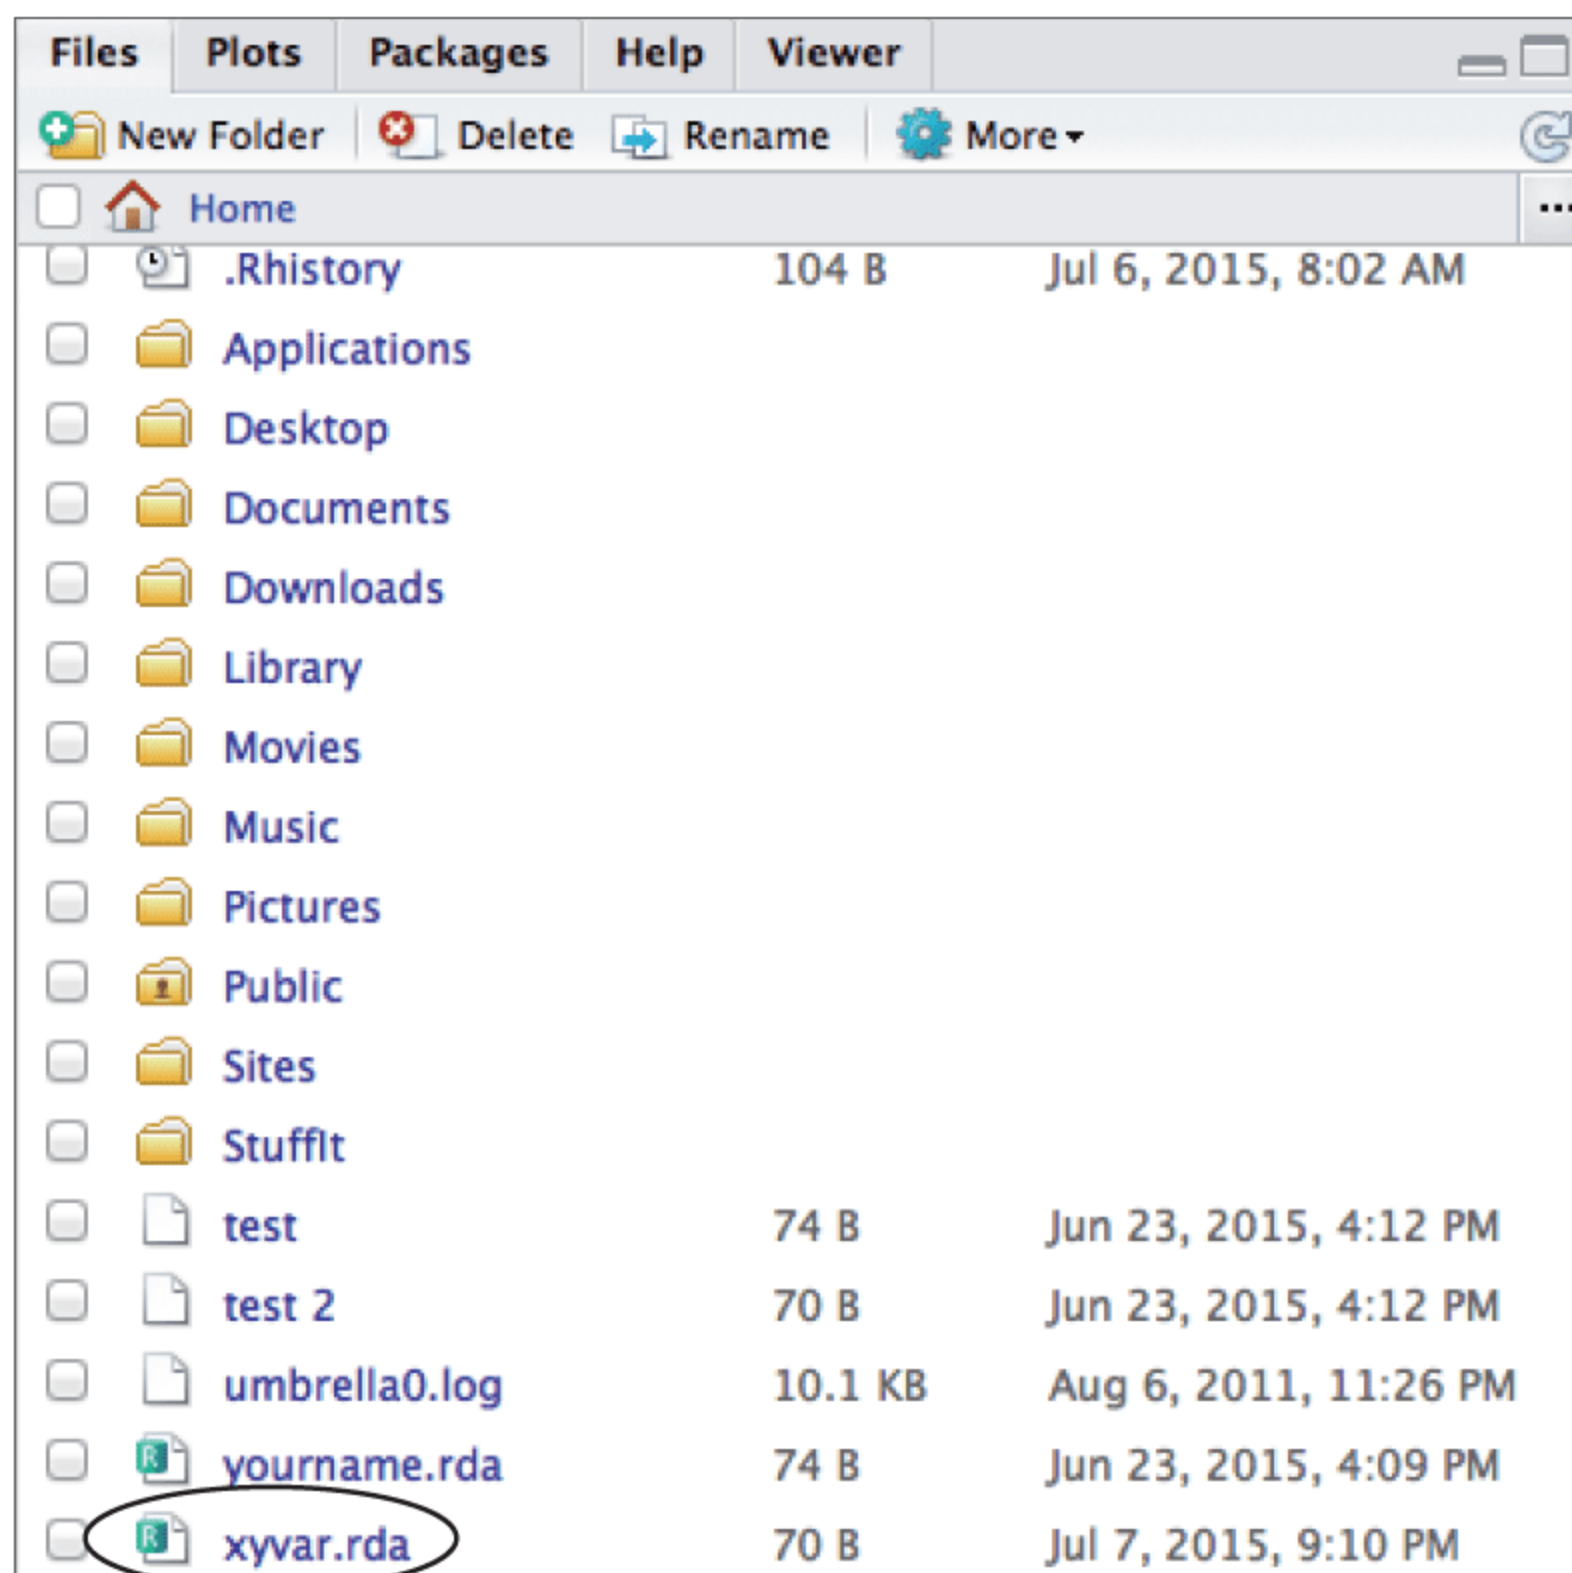 Files Plots Packages Help Viewer
New Folder Delete Rename More
Home ...
.Rhistory 104 B Jul 6, 2015, 8:02 AM
Applications
Desktop
Documents
Downloads
Library
Movies
Music
Pictures
Public
Sites
StuffIt
test 74 B Jun 23, 2015, 4:12 PM
test 2 70 B Jun 23, 2015, 4:12 PM
umbrella0.log 10.1 KB Aug 6, 2011, 11:26 PM
R yourname.rda 74 B Jun 23, 2015, 4:09 PM
R xyvar.rda 70 B Jul 7, 2015, 9:10 PM